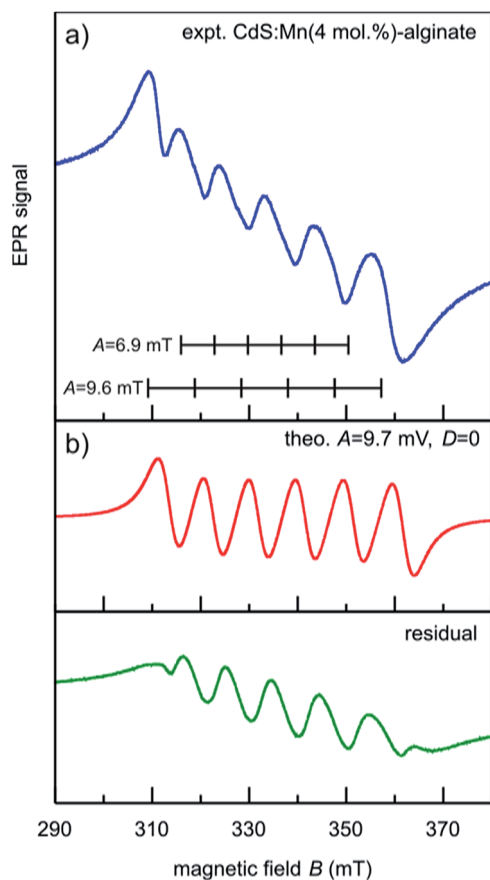 a) expt. CdS:Mn(4 mol.%)-alginate
EPR signal
A=6.9 mT
A=9.6 mT
b) theo. A=9.7 mV, D=0
residual
290 310 330 350 370
magnetic field B (mT)